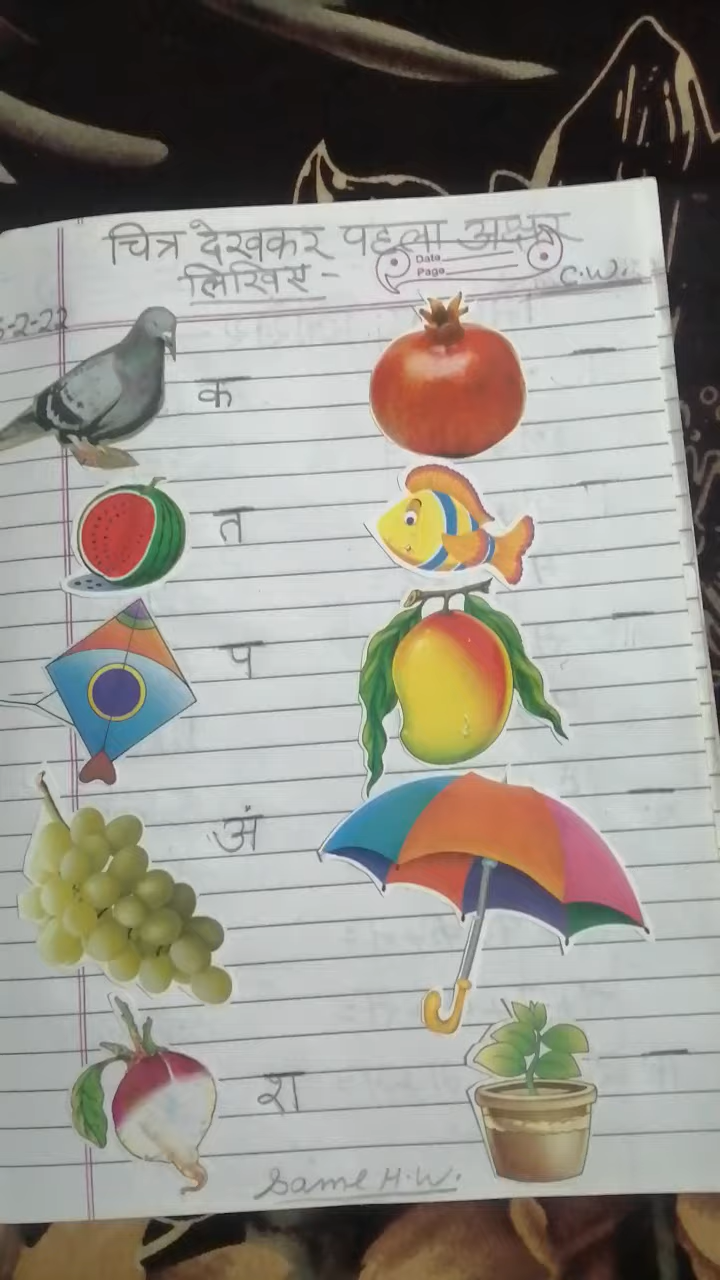 चित्र देखकर पहला अक्षर
लिखिए -
Date
Page
C.W.
5-2-22
क
त
प
अं
श
Same H.W.